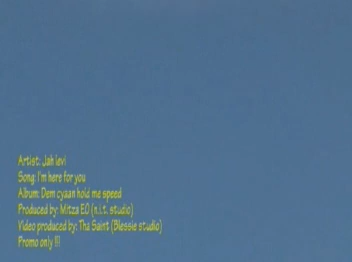 Artist: Jah levi
Song: I'm here for you
Album: Dem cyaan hold me speed
Produced by: Mitza E.O (n.i.t. studio)
Video produced by: Tha Saint (Blessie studio)
Promo only !!!